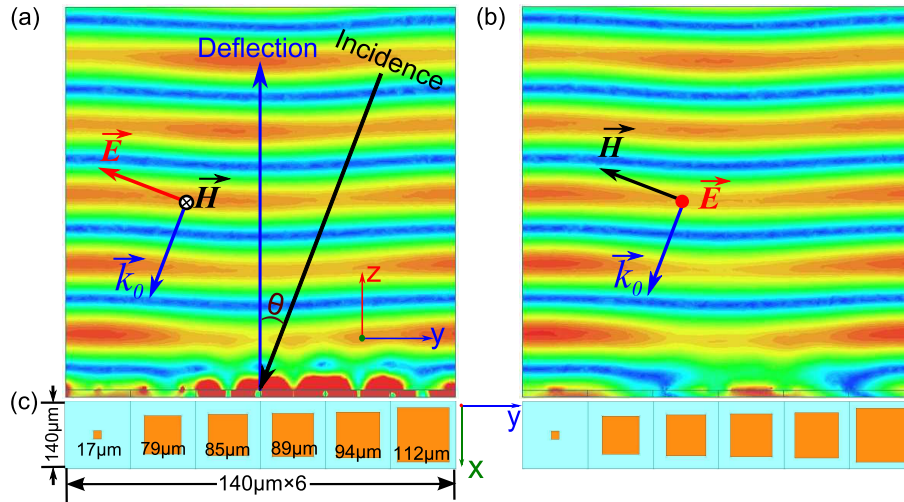 (a)
Deflection
Incidence
E
H
k0
θ
z
y
(b)
H
E
k0
(c)
140μm
17μm
79μm
85μm
89μm
94μm
112μm
y
x
140μm×6